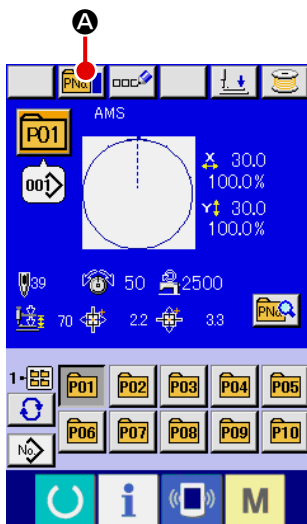 A
PNo.
AMS
P01
001
X 30.0
100.0%
Y 30.0
100.0%
39 50 2500
70 2.2 3.3 PNo.
1- P01 P02 P03 P04 P05
No. P06 P07 P08 P09 P10
i M